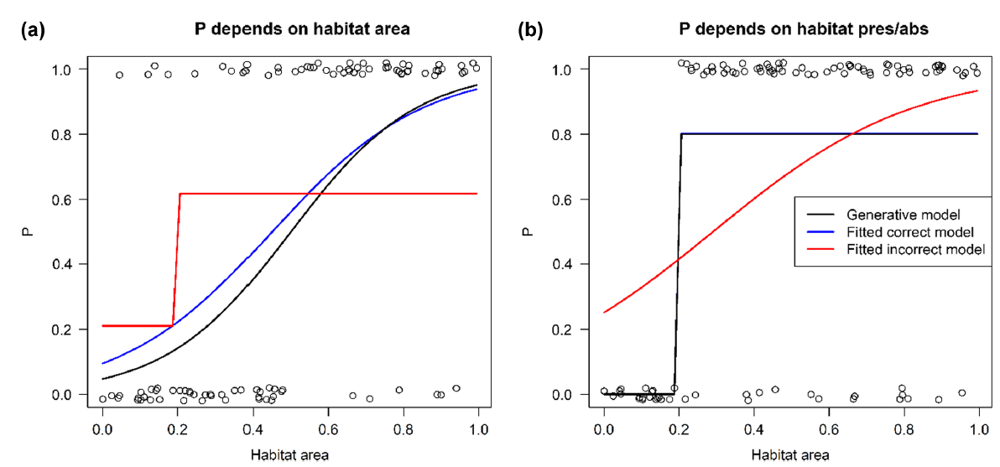 (a) P depends on habitat area
1.0
0.8
0.6
0.4
0.2
0.0
P
0.0 0.2 0.4 0.6 0.8 1.0
Habitat area
(b) P depends on habitat pres/abs
1.0
0.8
0.6
0.4
0.2
0.0
P
Generative model
Fitted correct model
Fitted incorrect model
0.0 0.2 0.4 0.6 0.8 1.0
Habitat area